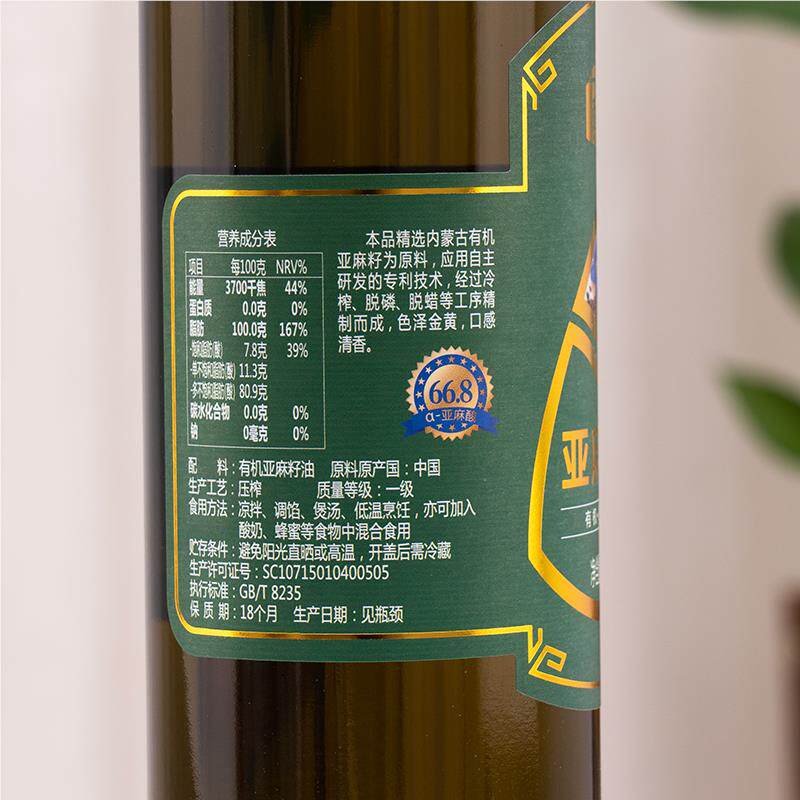 营养成分表
项目 每100克 NRV%
能量 3700千焦 44%
蛋白质 0.0克 0%
脂肪 100.0克 167%
-饱和脂肪(酸) 7.8克 39%
-单不饱和脂肪(酸) 11.3克
-多不饱和脂肪(酸) 80.9克
碳水化合物 0.0克 0%
钠 0毫克 0%
本品精选内蒙古有机
亚麻籽为原料，应用自主
研发的专利技术，经过冷
榨、脱磷、脱蜡等工序精
制而成，色泽金黄，口感
清香。
66.8
α-亚麻酸
配 料：有机亚麻籽油 原料原产国：中国
生产工艺：压榨 质量等级：一级
食用方法：凉拌、调馅、煲汤、低温烹饪，亦可加入
酸奶、蜂蜜等食物中混合食用
贮存条件：避免阳光直晒或高温，开盖后需冷藏
生产许可证号：SC10715010400505
执行标准：GB/T 8235
保 质 期：18个月 生产日期：见瓶颈
亚
有机
净